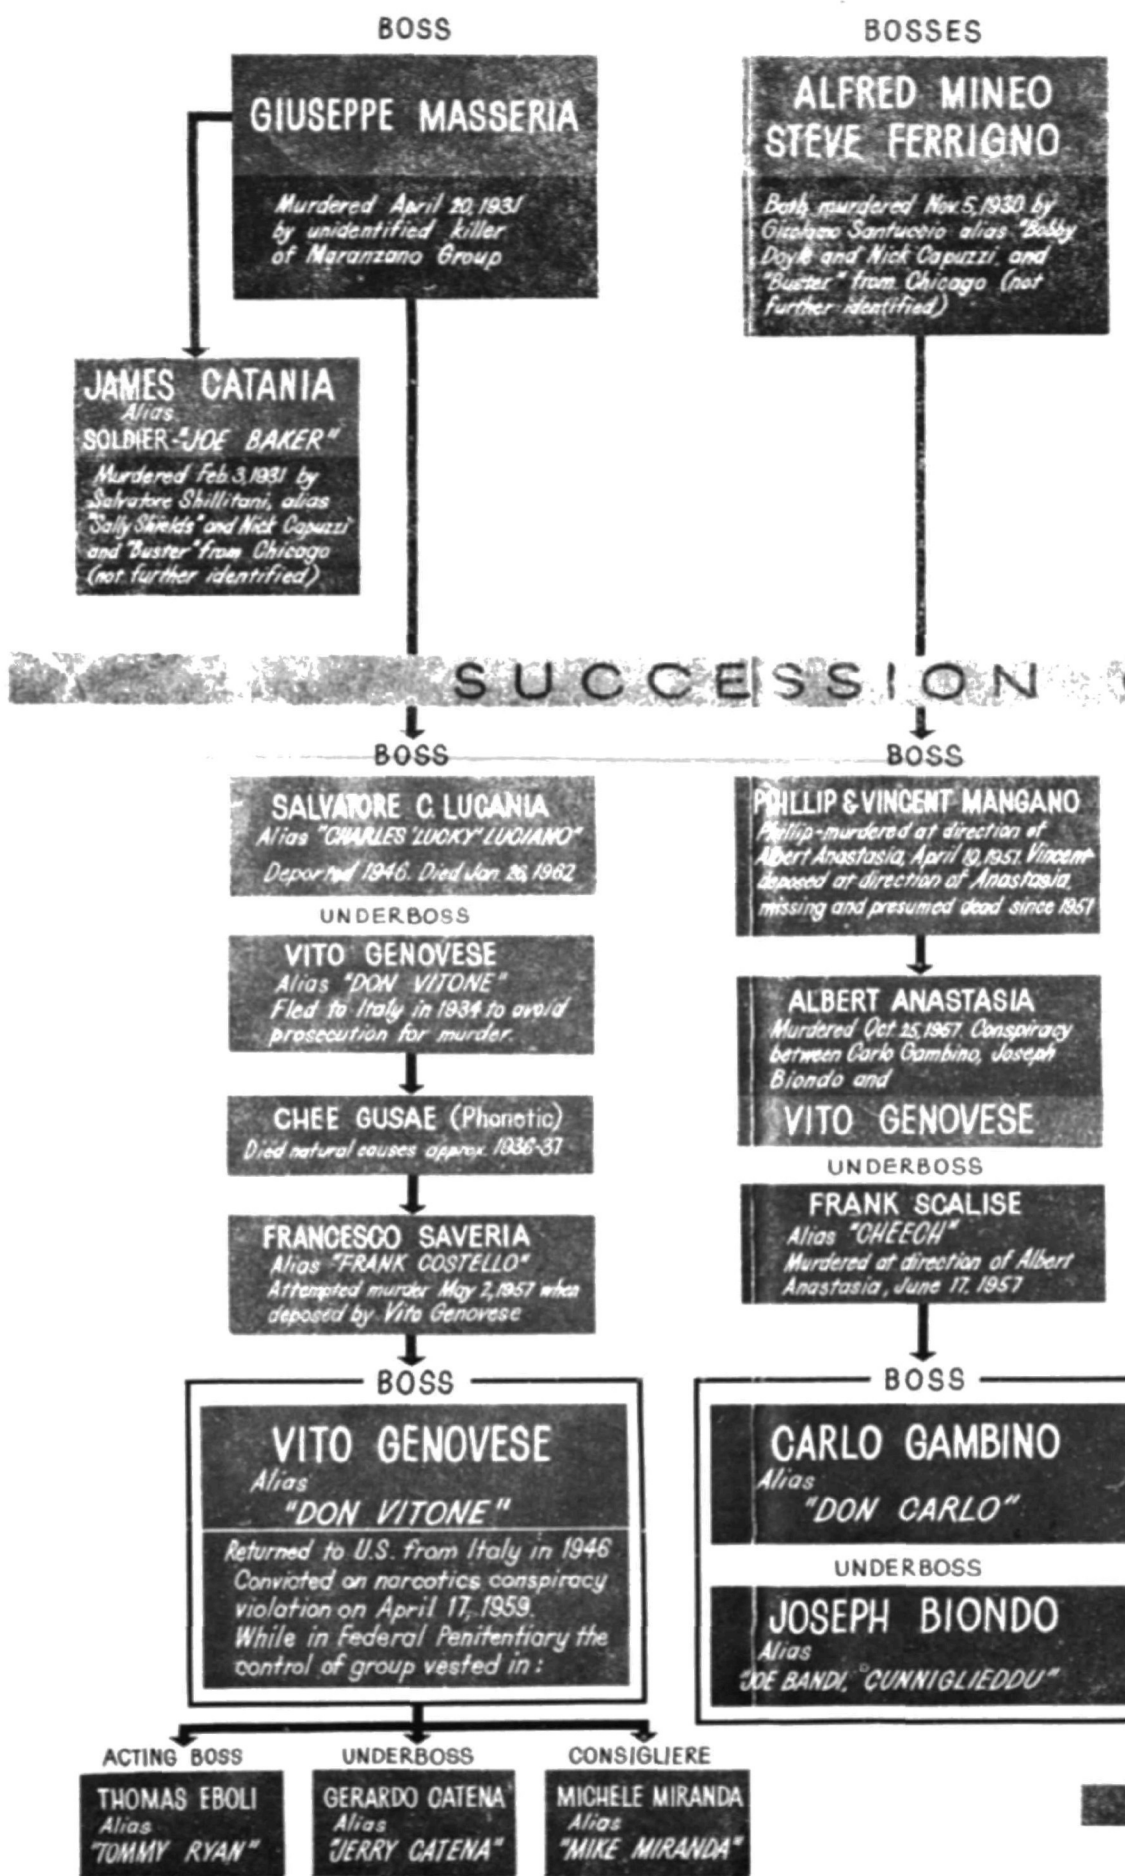 BOSS
GIUSEPPE MASSERIA
Murdered April 20, 1931
by unidentified killer
of Maranzano Group
JAMES CATANIA
Alias
SOLDIER-"JOE BAKER"
Murdered Feb. 3, 1931 by
Salvatore Shillitani, alias
"Sally Shields" and Nick Capuzzi
and "Buster" from Chicago
(not further identified)
BOSSES
ALFRED MINEO
STEVE FERRIGNO
Both murdered Nov. 5, 1930 by
Girolamo Santuccio alias "Bobby
Doyle and Nick Capuzzi, and
"Buster" from Chicago (not
further identified)
SUCCESSION
BOSS
SALVATORE C. LUCANIA
Alias "CHARLES 'LUCKY' LUCIANO"
Deported 1946. Died Jan. 26, 1962
UNDERBOSS
VITO GENOVESE
Alias "DON VITONE"
Fled to Italy in 1934 to avoid
prosecution for murder.
CHEE GUSAE (Phonetic)
Died natural causes approx. 1936-37
FRANCESCO SAVERIA
Alias "FRANK COSTELLO"
Attempted murder May 2, 1957 when
deposed by Vito Genovese
BOSS
VITO GENOVESE
Alias
"DON VITONE"
Returned to U.S. from Italy in 1946
Convicted on narcotics conspiracy
violation on April 17, 1959.
While in Federal Penitentiary the
control of group vested in:
ACTING BOSS
THOMAS EBOLI
Alias
"TOMMY RYAN"
UNDERBOSS
GERARDO CATENA
Alias
"JERRY CATENA"
CONSIGLIERE
MICHELE MIRANDA
Alias
"MIKE MIRANDA"
BOSS
PHILLIP & VINCENT MANGANO
Phillip-murdered at direction of
Albert Anastasia, April 19, 1951. Vincent
deposed at direction of Anastasia,
missing and presumed dead since 1951
ALBERT ANASTASIA
Murdered Oct. 25, 1957. Conspiracy
between Carlo Gambino, Joseph
Biondo and
VITO GENOVESE
UNDERBOSS
FRANK SCALISE
Alias "CHEECH"
Murdered at direction of Albert
Anastasia, June 17, 1957
BOSS
CARLO GAMBINO
Alias
"DON CARLO"
UNDERBOSS
JOSEPH BIONDO
Alias
"JOE BANDI, "CUNNIGLIEDDU"